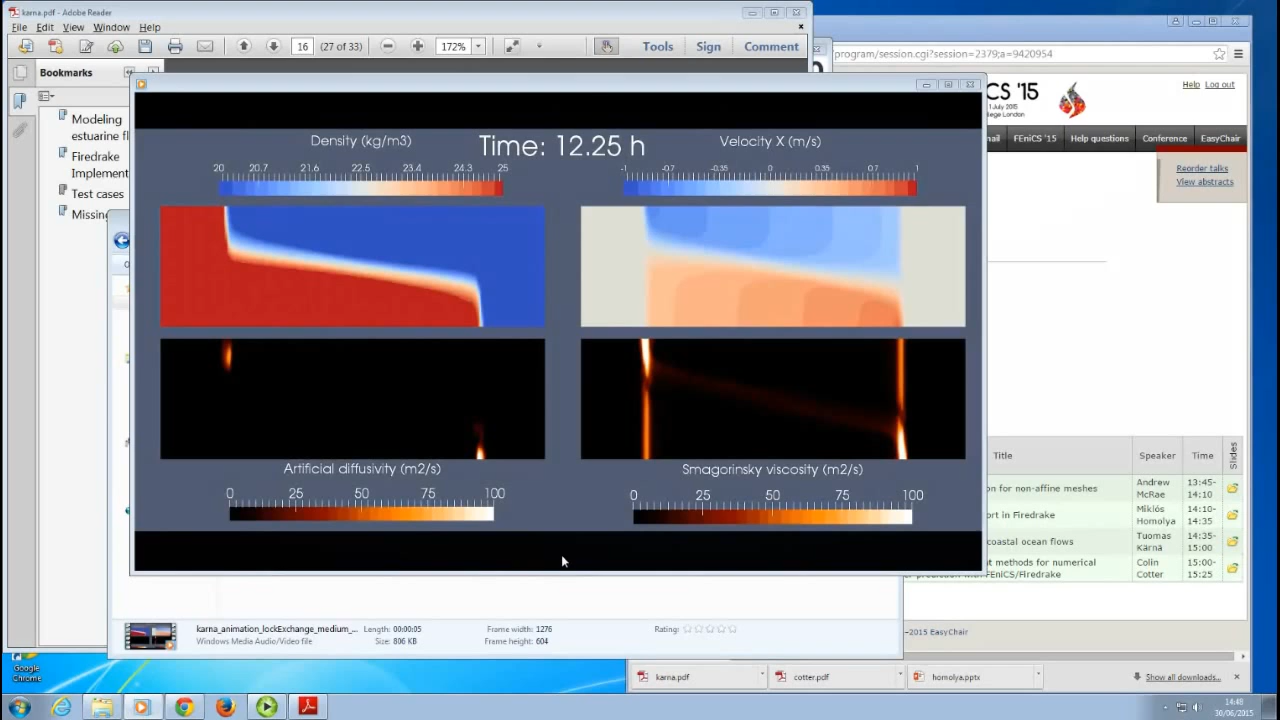 karna.pdf - Adobe Reader
File Edit View Window Help
16 (27 of 33) 172% Tools Sign Comment
Bookmarks
Modeling
estuarine fl
Firedrake
Implement
Test cases
Missing
program/session.cgi?session=2379;a=9420954
CS '15
1 July 2015
lege London
Help Log out
nail FEniCS '15 Help questions Conference EasyChair
Reorder talks
View abstracts
Density (kg/m3)
Time: 12.25 h
Velocity X (m/s)
20 20.7 21.6 22.5 23.4 24.3 25
-1 -0.7 -0.35 0 0.35 0.7 1
Artificial diffusivity (m2/s)
0 25 50 75 100
Smagorinsky viscosity (m2/s)
0 25 50 75 100
Title Speaker Time Slides
on for non-affine meshes Andrew McRae 13:45-14:10
ort in Firedrake Miklós Homolya 14:10-14:35
coastal ocean flows Tuomas Kärnä 14:35-15:00
t methods for numerical
FEniCS/Firedrake Colin Cotter 15:00-15:25
-2015 EasyChair
karna_animation_lockExchange_medium_... Length: 00:00:05 Frame width: 1276 Rating:
Windows Media Audio/Video file Size: 806 KB Frame height: 604
Google
Chrome
karna.pdf cotter.pdf homolya.pptx Show all downloads...
14:48
30/06/2015